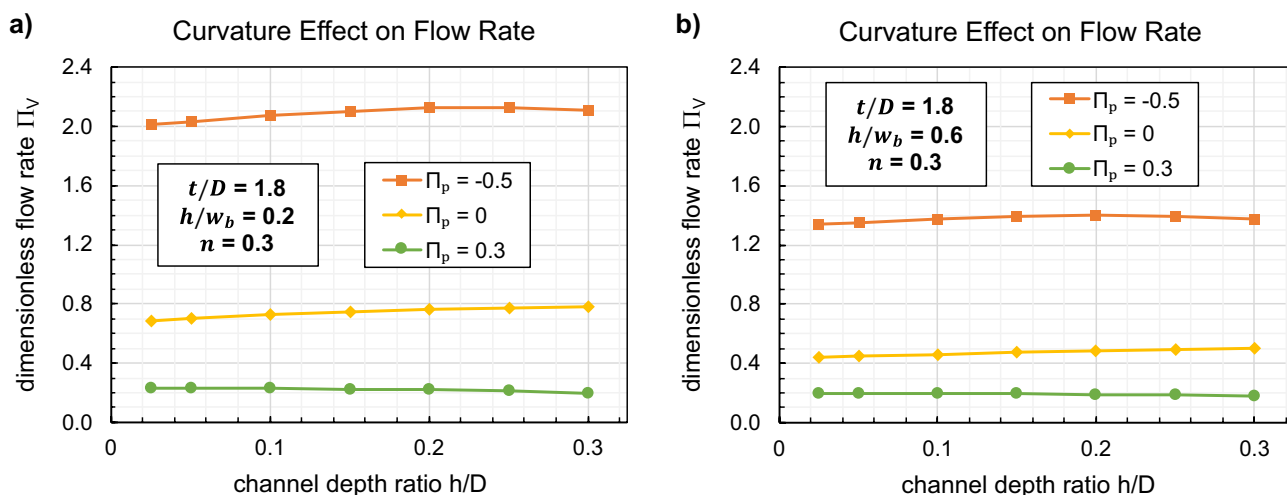 a)
Curvature Effect on Flow Rate
dimensionless flow rate Π_V
2.4
2.0
1.6
1.2
0.8
0.4
0.0
t/D = 1.8
h/w_b = 0.2
n = 0.3
Π_p = -0.5
Π_p = 0
Π_p = 0.3
0
0.1
0.2
0.3
channel depth ratio h/D
b)
Curvature Effect on Flow Rate
dimensionless flow rate Π_V
2.4
2.0
1.6
1.2
0.8
0.4
0.0
t/D = 1.8
h/w_b = 0.6
n = 0.3
Π_p = -0.5
Π_p = 0
Π_p = 0.3
0
0.1
0.2
0.3
channel depth ratio h/D